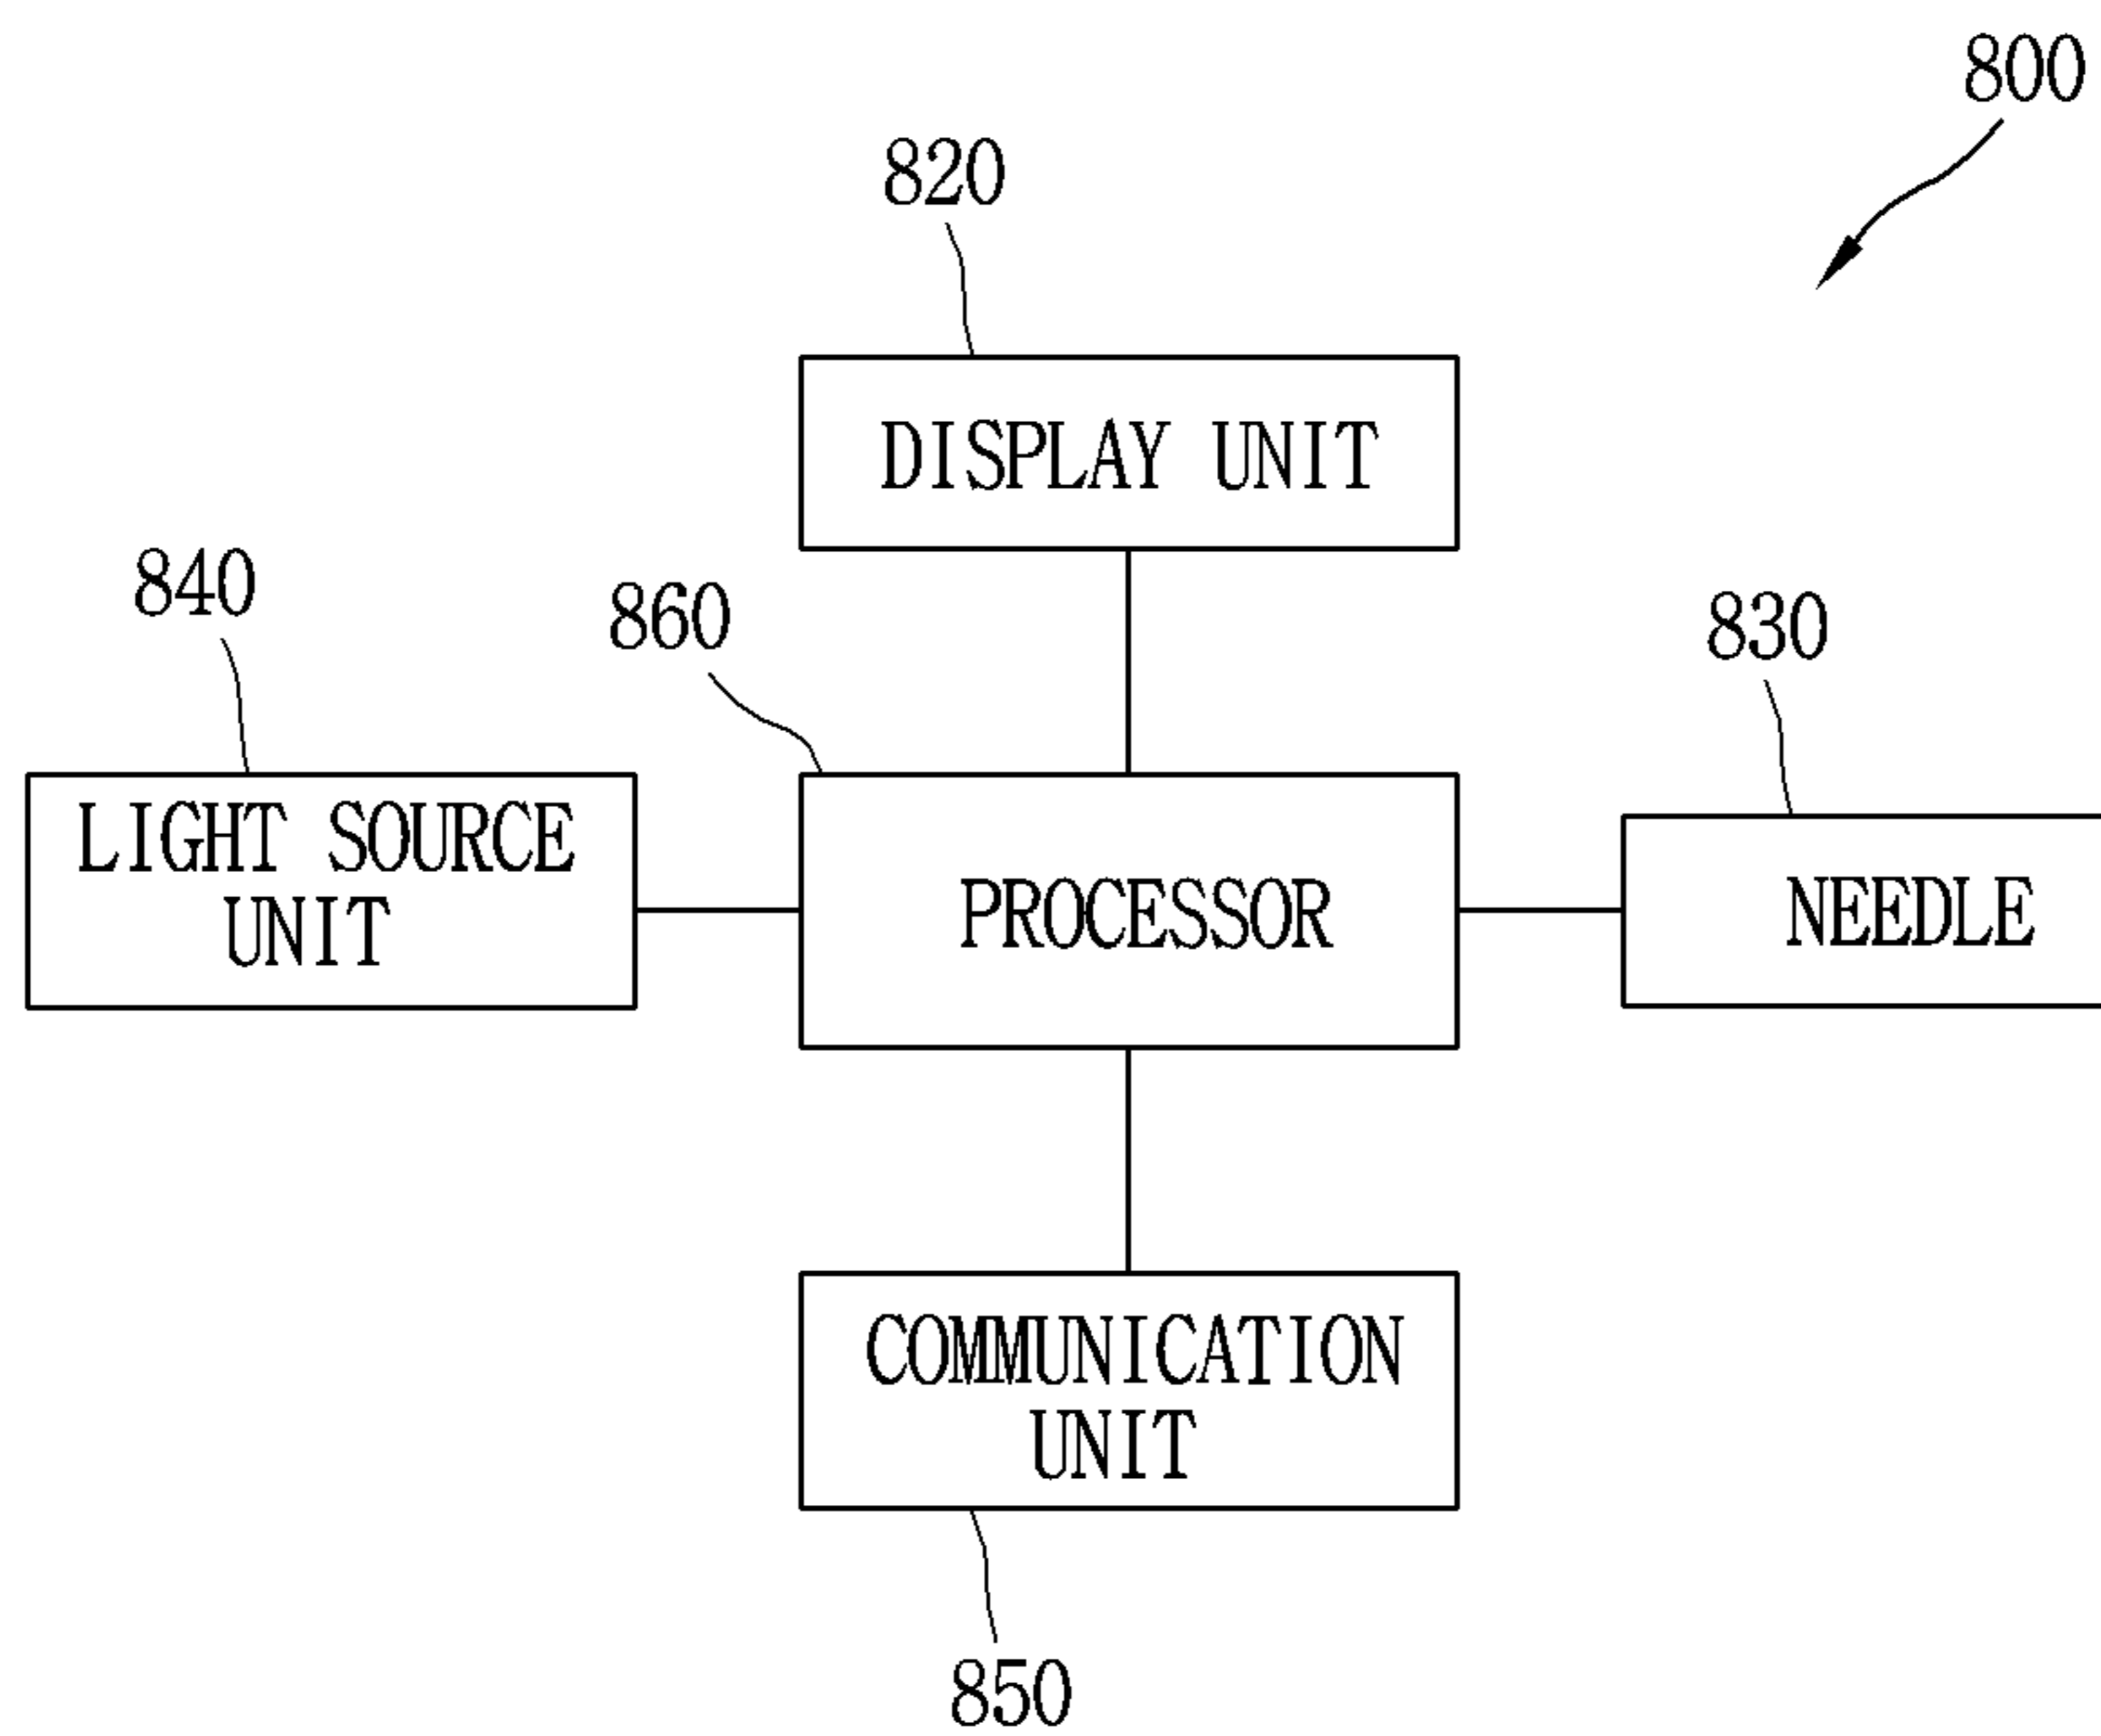 800
820
DISPLAY UNIT
840
860
830
LIGHT SOURCE
UNIT
PROCESSOR
NEEDLE
COMMUNICATION
UNIT
850